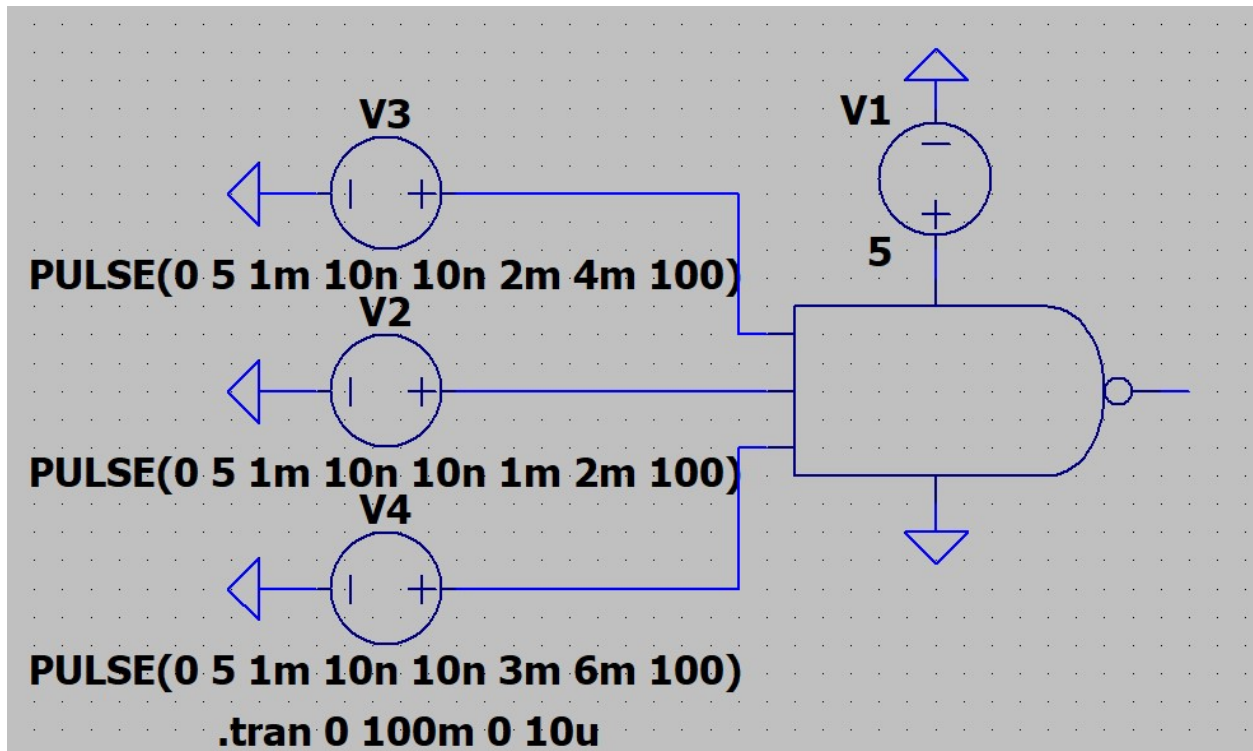 V3
V1
PULSE(0 5 1m 10n 10n 2m 4m 100)
5
V2
PULSE(0 5 1m 10n 10n 1m 2m 100)
V4
PULSE(0 5 1m 10n 10n 3m 6m 100)
.tran 0 100m 0 10u